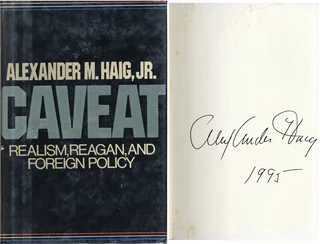 ALEXANDER M. HAIG, JR.
CAVEAT
REALISM, REAGAN, AND
FOREIGN POLICY
Alexander Haig
1995